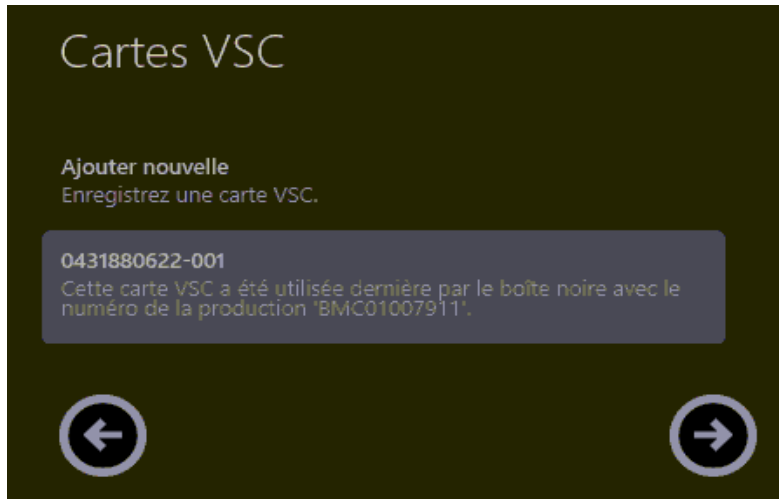 Cartes VSC
Ajouter nouvelle
Enregistrez une carte VSC.
0431880622-001
Cette carte VSC a été utilisée dernière par le boîte noire avec le
numéro de la production 'BMC01007911'.